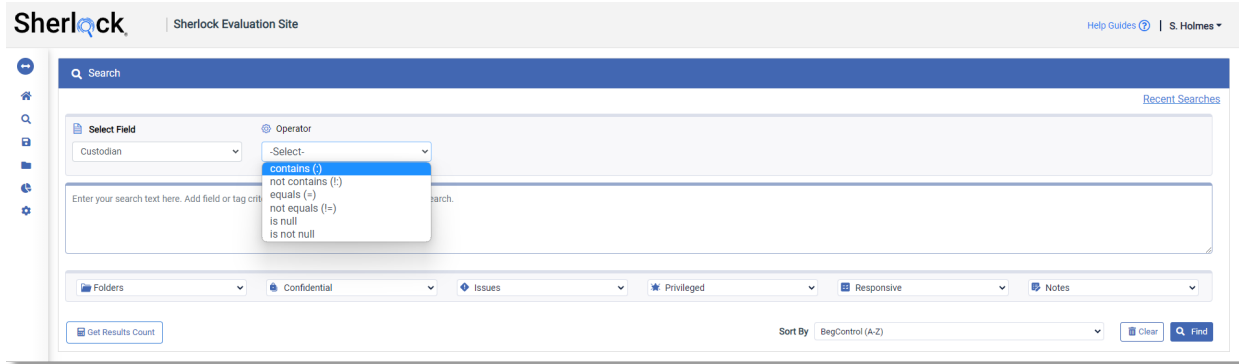 Sherlock® Sherlock Evaluation Site Help Guides ? S. Holmes
Search
Recent Searches
Select Field Operator
Custodian -Select-
contains (:)
not contains (!:)
equals (=)
not equals (!=)
is null
is not null
Enter your search text here. Add field or tag crit earch.
Folders Confidential Issues Privileged Responsive Notes
Get Results Count Sort By BegControl (A-Z) Clear Find